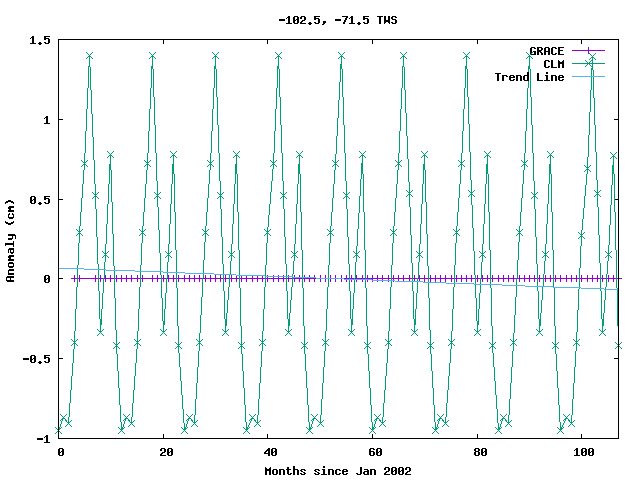 -102.5, -71.5 TWS
1.5
1
0.5
0
-0.5
-1
Anomaly (cm)
GRACE
CLM
Trend Line
0 20 40 60 80 100
Months since Jan 2002